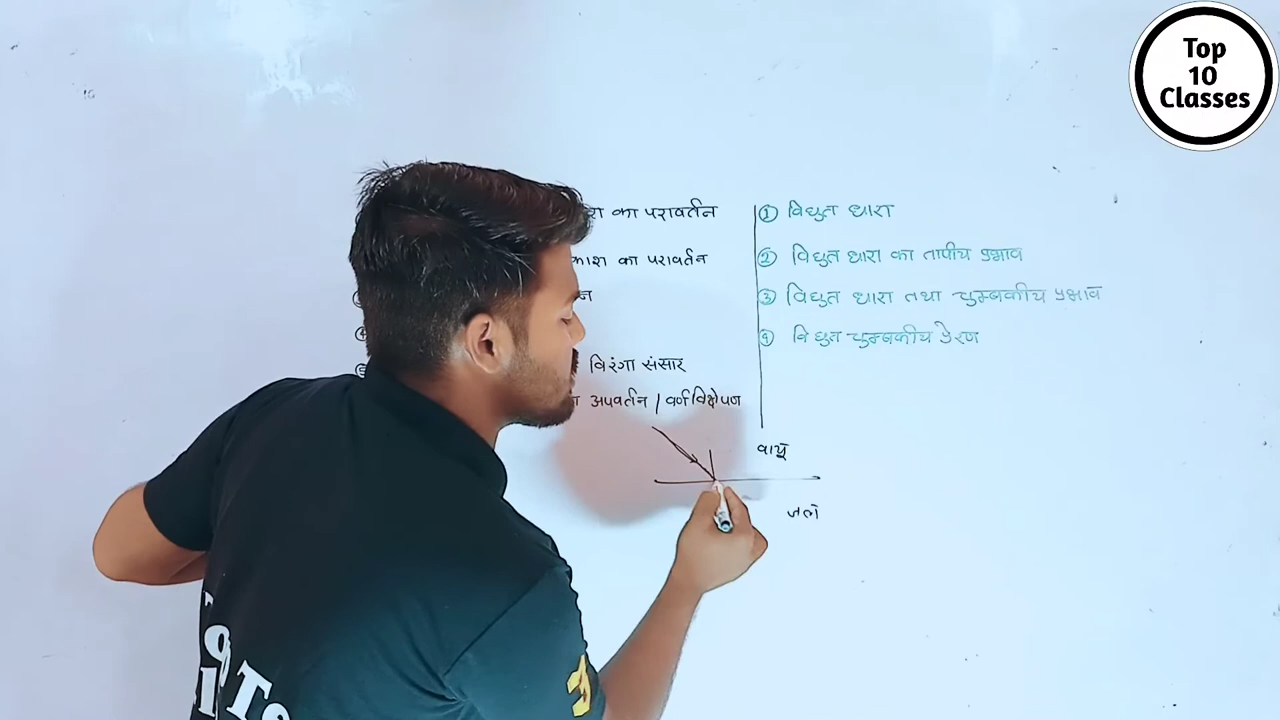 Top
10
Classes
का परावर्तन
का परावर्तन
विरंगा संसार
अपवर्तन / वर्ण विक्षेपण
① विधुत धारा
② विधुत धारा का तापीय प्रभाव
③ विधुत धारा तथा चुम्बकीय प्रभाव
④ विधुत चुम्बकीय प्रेरण
वायु
जल